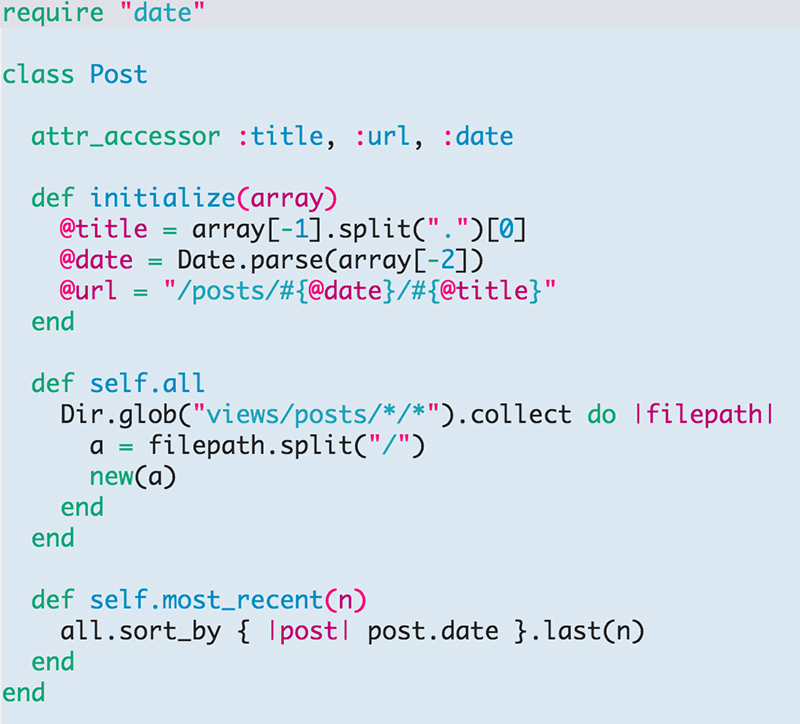 require "date"
class Post
attr_accessor :title, :url, :date
def initialize(array)
@title = array[-1].split(".")[0]
@date = Date.parse(array[-2])
@url = "/posts/#{@date}/#{@title}"
end
def self.all
Dir.glob("views/posts/*/*").collect do |filepath|
a = filepath.split("/")
new(a)
end
end
def self.most_recent(n)
all.sort_by { |post| post.date }.last(n)
end
end